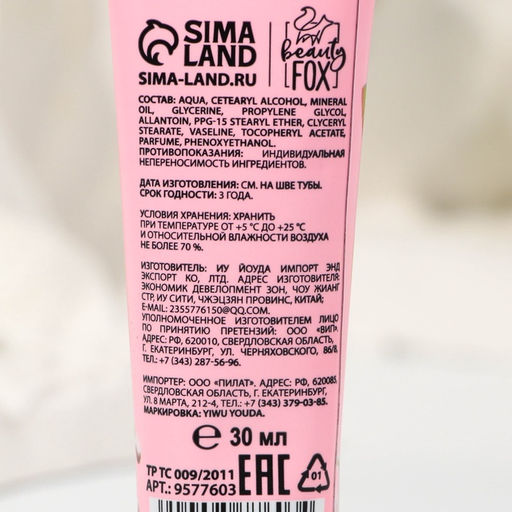 SIMA
LAND
SIMA-LAND.RU
beauty
FOX
СОСТАВ: AQUA, CETEARYL ALCOHOL, MINERAL
OIL, GLYCERINE, PROPYLENE GLYCOL,
ALLANTOIN, PPG-15 STEARYL ETHER, GLYCERYL
STEARATE, VASELINE, TOCOPHERYL ACETATE,
PARFUME, PHENOXYETHANOL.
ПРОТИВОПОКАЗАНИЯ: ИНДИВИДУАЛЬНАЯ
НЕПЕРЕНОСИМОСТЬ ИНГРЕДИЕНТОВ.
ДАТА ИЗГОТОВЛЕНИЯ: СМ. НА ШВЕ ТУБЫ.
СРОК ГОДНОСТИ: 3 ГОДА.
УСЛОВИЯ ХРАНЕНИЯ: ХРАНИТЬ
ПРИ ТЕМПЕРАТУРЕ ОТ +5 °C ДО +25 °C
И ОТНОСИТЕЛЬНОЙ ВЛАЖНОСТИ ВОЗДУХА
НЕ БОЛЕЕ 70 %.
ИЗГОТОВИТЕЛЬ: ИУ ЙОУДА ИМПОРТ ЭНД
ЭКСПОРТ КО, ЛТД. АДРЕС ИЗГОТОВИТЕЛЯ:
ЭКОНОМИК ДЕВЕЛОПМЕНТ ЗОН, ЧОУ ЖИАНГ
СТР, ИУ СИТИ, ЧЖЭЦЗЯН ПРОВИНС, КИТАЙ;
E-MAIL: 2355776150@QQ.COM.
УПОЛНОМОЧЕННОЕ ИЗГОТОВИТЕЛЕМ ЛИЦО
ПО ПРИНЯТИЮ ПРЕТЕНЗИЙ: ООО «ВИП».
АДРЕС: РФ, 620010, СВЕРДЛОВСКАЯ ОБЛАСТЬ,
Г. ЕКАТЕРИНБУРГ, УЛ. ЧЕРНЯХОВСКОГО, 86/8,
ТЕЛ.: +7 (343) 287-56-96.
ИМПОРТЕР: ООО «ПИЛАТ». АДРЕС: РФ, 620085,
СВЕРДЛОВСКАЯ ОБЛАСТЬ, Г. ЕКАТЕРИНБУРГ,
УЛ. 8 МАРТА, 212-4, ТЕЛ.: +7 (343) 379-03-85.
МАРКИРОВКА: YIWU YOUDA.
℮ 30 мл
ТР ТС 009/2011
АРТ.: 9577603
EAC
01